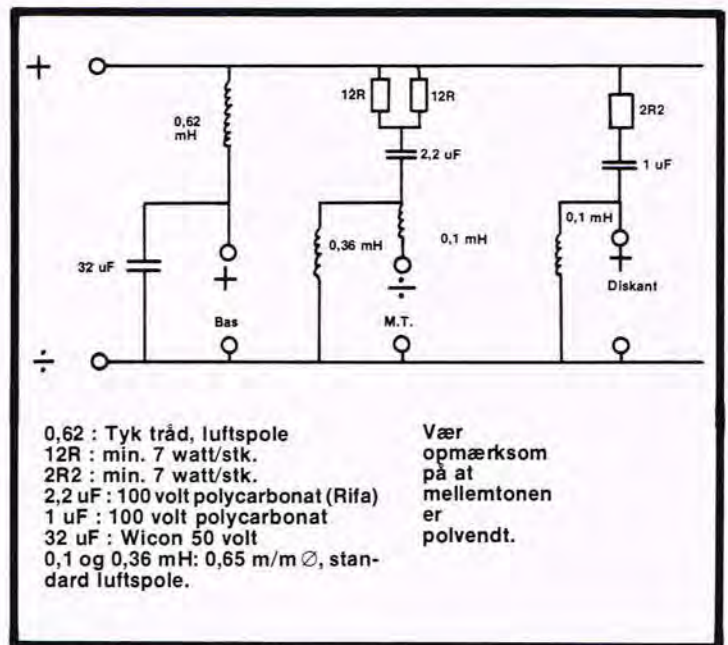 +
12R
12R
2R2
0,62
mH
2,2 uF
1 uF
0,36 mH
0,1 mH
0,1 mH
32 uF
+
÷
+
Diskant
Bas
M.T.
÷
0,62 : Tyk tråd, luftspole
12R : min. 7 watt/stk.
2R2 : min. 7 watt/stk.
2,2 uF : 100 volt polycarbonat (Rifa)
1 uF : 100 volt polycarbonat
32 uF : Wicon 50 volt
0,1 og 0,36 mH: 0,65 m/m ∅, stan-
dard luftspole.
Vær
opmærksom
på at
mellemtonen
er
polvendt.